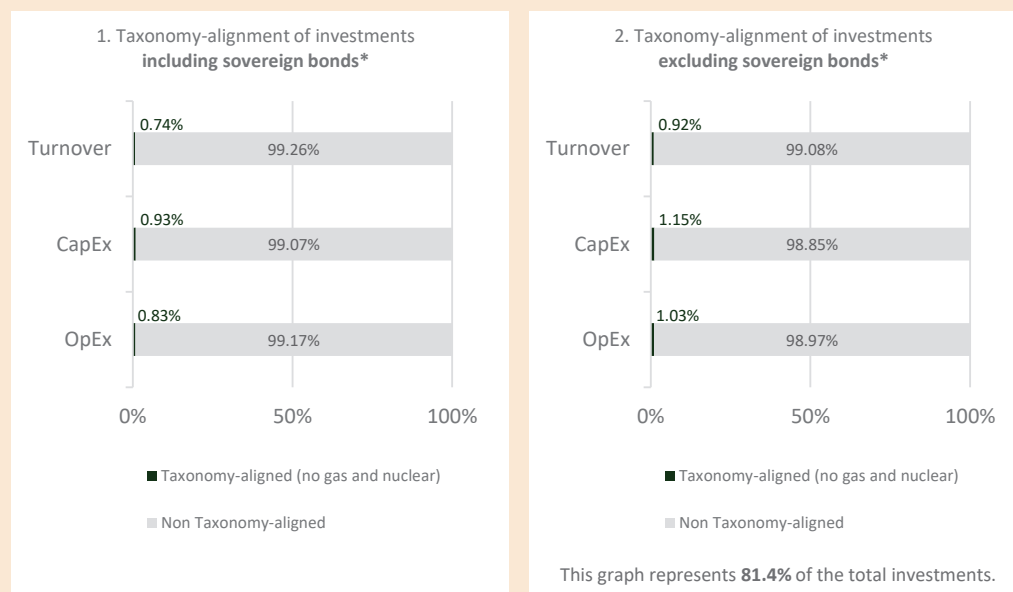 1. Taxonomy-alignment of investments
including sovereign bonds*
Turnover
0.74%
99.26%
CapEx
0.93%
99.07%
OpEx
0.83%
99.17%
0%
50%
100%
Taxonomy-aligned (no gas and nuclear)
Non Taxonomy-aligned
2. Taxonomy-alignment of investments
excluding sovereign bonds*
Turnover
0.92%
99.08%
CapEx
1.15%
98.85%
OpEx
1.03%
98.97%
0%
50%
100%
Taxonomy-aligned (no gas and nuclear)
Non Taxonomy-aligned
This graph represents 81.4% of the total investments.